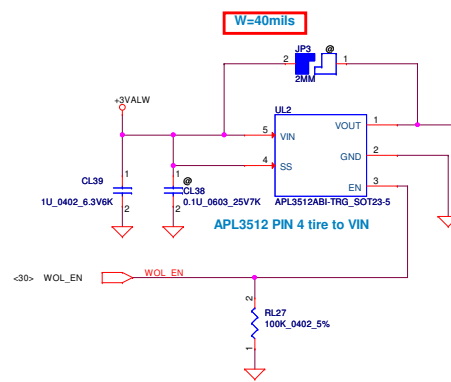 W=40mils
JP3 @
2 1
2MM
+3VALW
UL2
5 VIN VOUT 1
GND 2
4 SS
EN 3
APL3512ABI-TRG_SOT23-5
1 1
CL39 @
CL38
1U_0402_6.3V6K 0.1U_0603_25V7K
2 2
APL3512 PIN 4 tire to VIN
<30> WOL_EN WOL_EN
2
RL27
100K_0402_5%
1